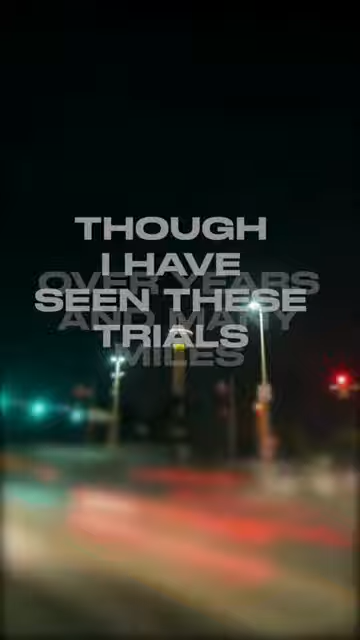 THOUGH
I HAVE
SEEN THESE
TRIALS
OVER YEARS
AND MANY
MILES